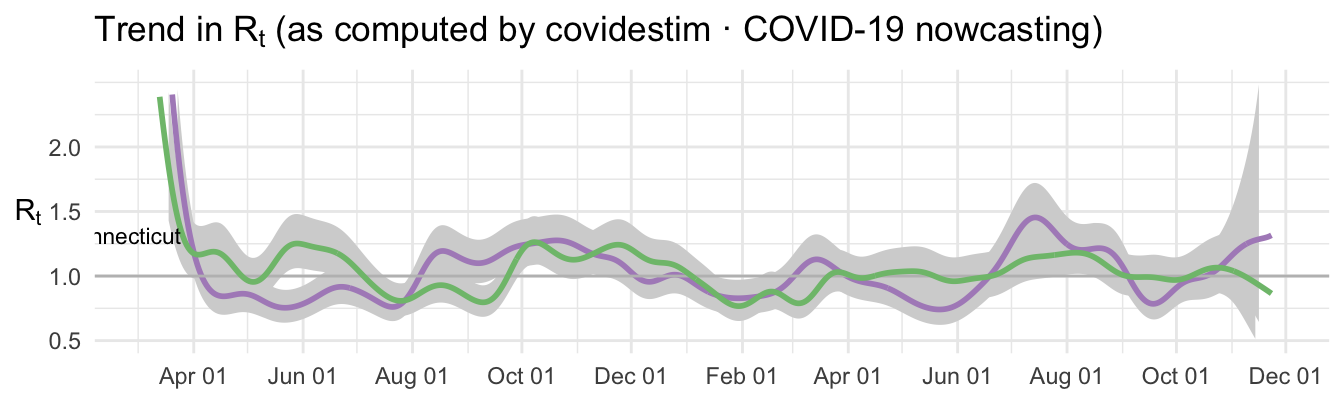 Trend in Rt (as computed by covidestim · COVID-19 nowcasting)
2.0
Rt 1.5
nnecticut
1.0
0.5
Apr 01 Jun 01 Aug 01 Oct 01 Dec 01 Feb 01 Apr 01 Jun 01 Aug 01 Oct 01 Dec 01